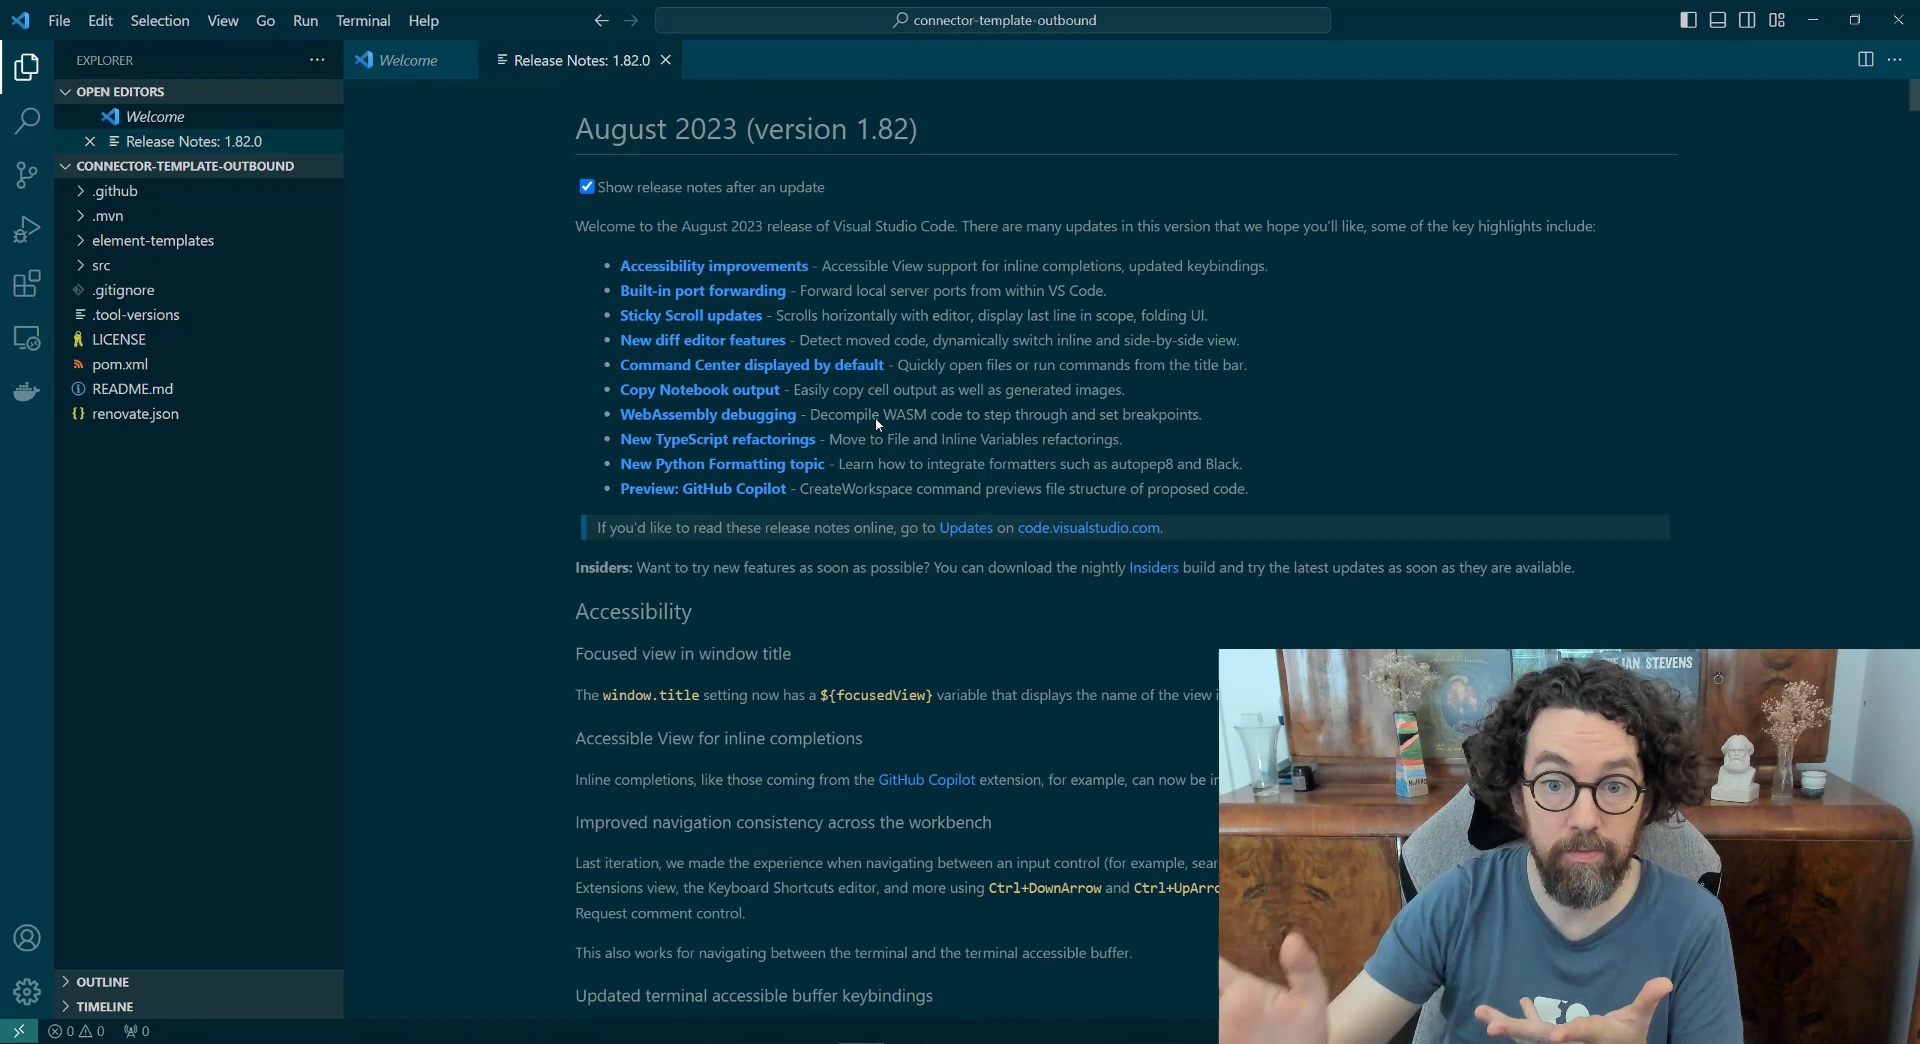 File Edit Selection View Go Run Terminal Help
connector-template-outbound
EXPLORER
Welcome
Release Notes: 1.82.0
OPEN EDITORS
Welcome
Release Notes: 1.82.0
CONNECTOR-TEMPLATE-OUTBOUND
.github
.mvn
element-templates
src
.gitignore
.tool-versions
LICENSE
pom.xml
README.md
renovate.json
OUTLINE
TIMELINE
0 0 0
August 2023 (version 1.82)
Show release notes after an update
Welcome to the August 2023 release of Visual Studio Code. There are many updates in this version that we hope you'll like, some of the key highlights include:
• Accessibility improvements - Accessible View support for inline completions, updated keybindings.
• Built-in port forwarding - Forward local server ports from within VS Code.
• Sticky Scroll updates - Scrolls horizontally with editor, display last line in scope, folding UI.
• New diff editor features - Detect moved code, dynamically switch inline and side-by-side view.
• Command Center displayed by default - Quickly open files or run commands from the title bar.
• Copy Notebook output - Easily copy cell output as well as generated images.
• WebAssembly debugging - Decompile WASM code to step through and set breakpoints.
• New TypeScript refactorings - Move to File and Inline Variables refactorings.
• New Python Formatting topic - Learn how to integrate formatters such as autopep8 and Black.
• Preview: GitHub Copilot - CreateWorkspace command previews file structure of proposed code.
If you'd like to read these release notes online, go to Updates on code.visualstudio.com.
Insiders: Want to try new features as soon as possible? You can download the nightly Insiders build and try the latest updates as soon as they are available.
Accessibility
Focused view in window title
The window.title setting now has a ${focusedView} variable that displays the name of the view i
Accessible View for inline completions
Inline completions, like those coming from the GitHub Copilot extension, for example, can now be in
Improved navigation consistency across the workbench
Last iteration, we made the experience when navigating between an input control (for example, sear
Extensions view, the Keyboard Shortcuts editor, and more using Ctrl+DownArrow and Ctrl+UpArro
Request comment control.
This also works for navigating between the terminal and the terminal accessible buffer.
Updated terminal accessible buffer keybindings
JAN STEVENS